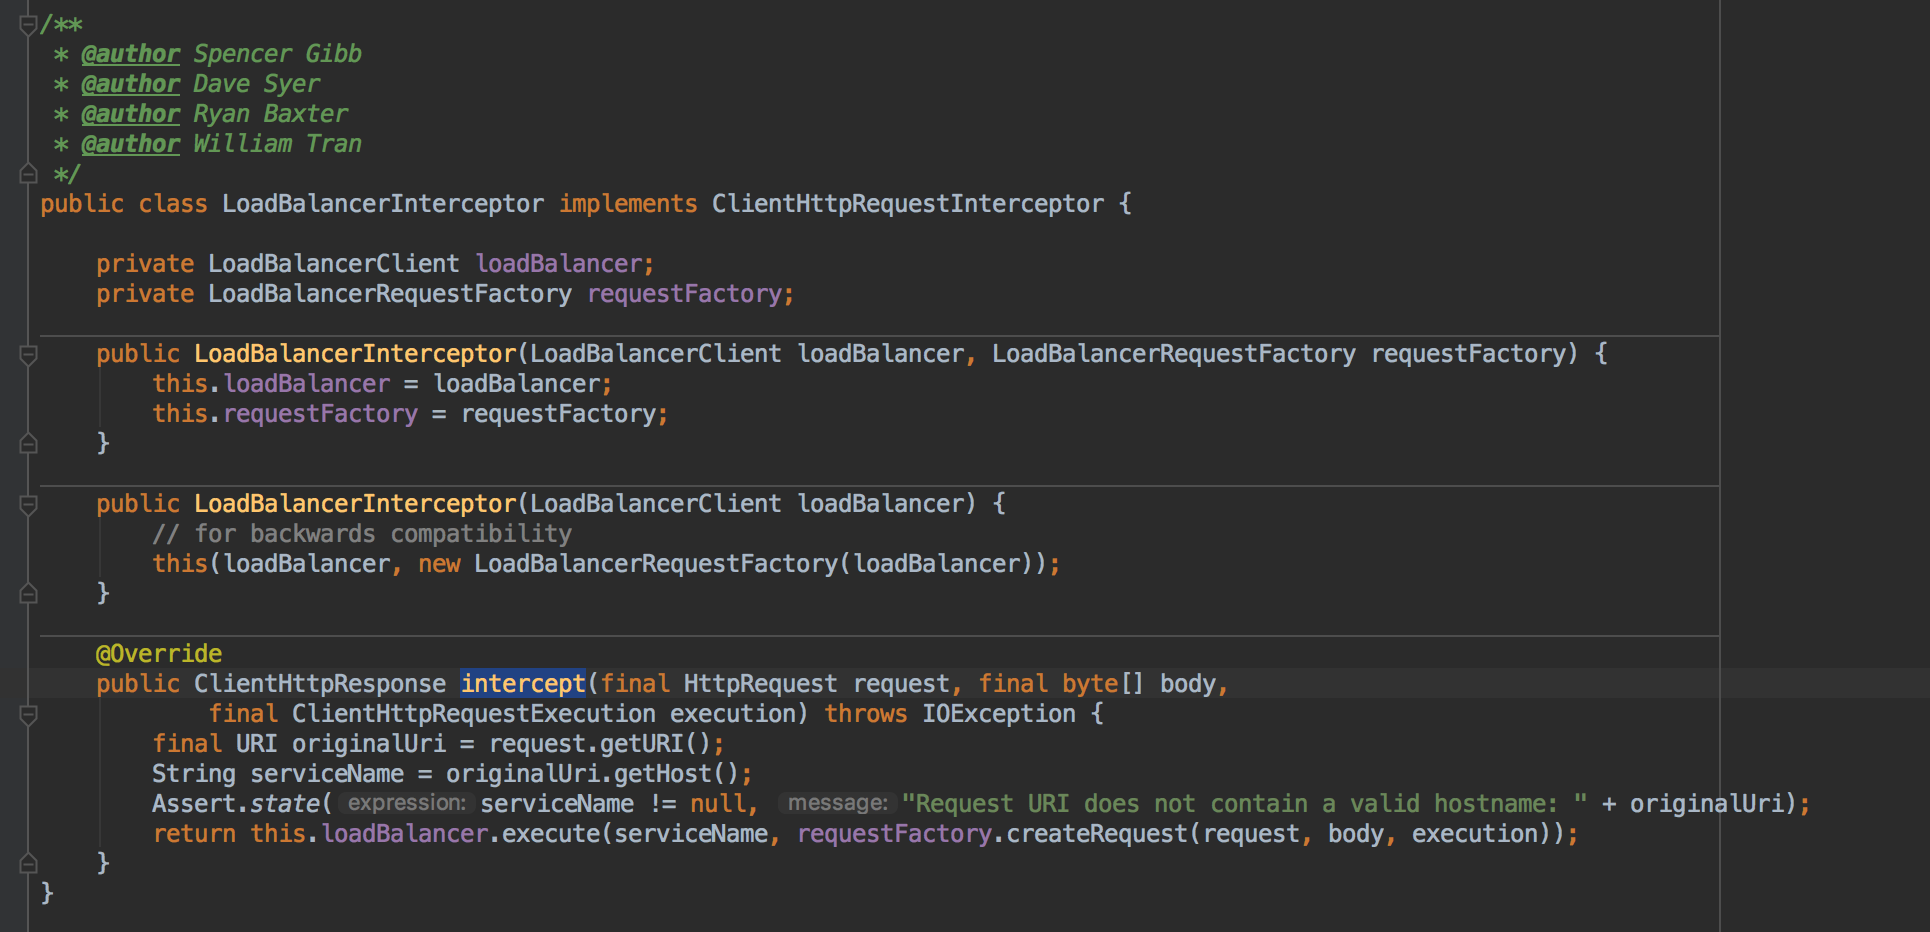 /**
 * @author Spencer Gibb
 * @author Dave Syer
 * @author Ryan Baxter
 * @author William Tran
 */
public class LoadBalancerInterceptor implements ClientHttpRequestInterceptor {
    private LoadBalancerClient loadBalancer;
    private LoadBalancerRequestFactory requestFactory;
    public LoadBalancerInterceptor(LoadBalancerClient loadBalancer, LoadBalancerRequestFactory requestFactory) {
        this.loadBalancer = loadBalancer;
        this.requestFactory = requestFactory;
    }
    public LoadBalancerInterceptor(LoadBalancerClient loadBalancer) {
        // for backwards compatibility
        this(loadBalancer, new LoadBalancerRequestFactory(loadBalancer));
    }
    @Override
    public ClientHttpResponse intercept(final HttpRequest request, final byte[] body,
            final ClientHttpRequestExecution execution) throws IOException {
        final URI originalUri = request.getURI();
        String serviceName = originalUri.getHost();
        Assert.state( expression: serviceName != null, message: "Request URI does not contain a valid hostname: " + originalUri);
        return this.loadBalancer.execute(serviceName, requestFactory.createRequest(request, body, execution));
    }
}